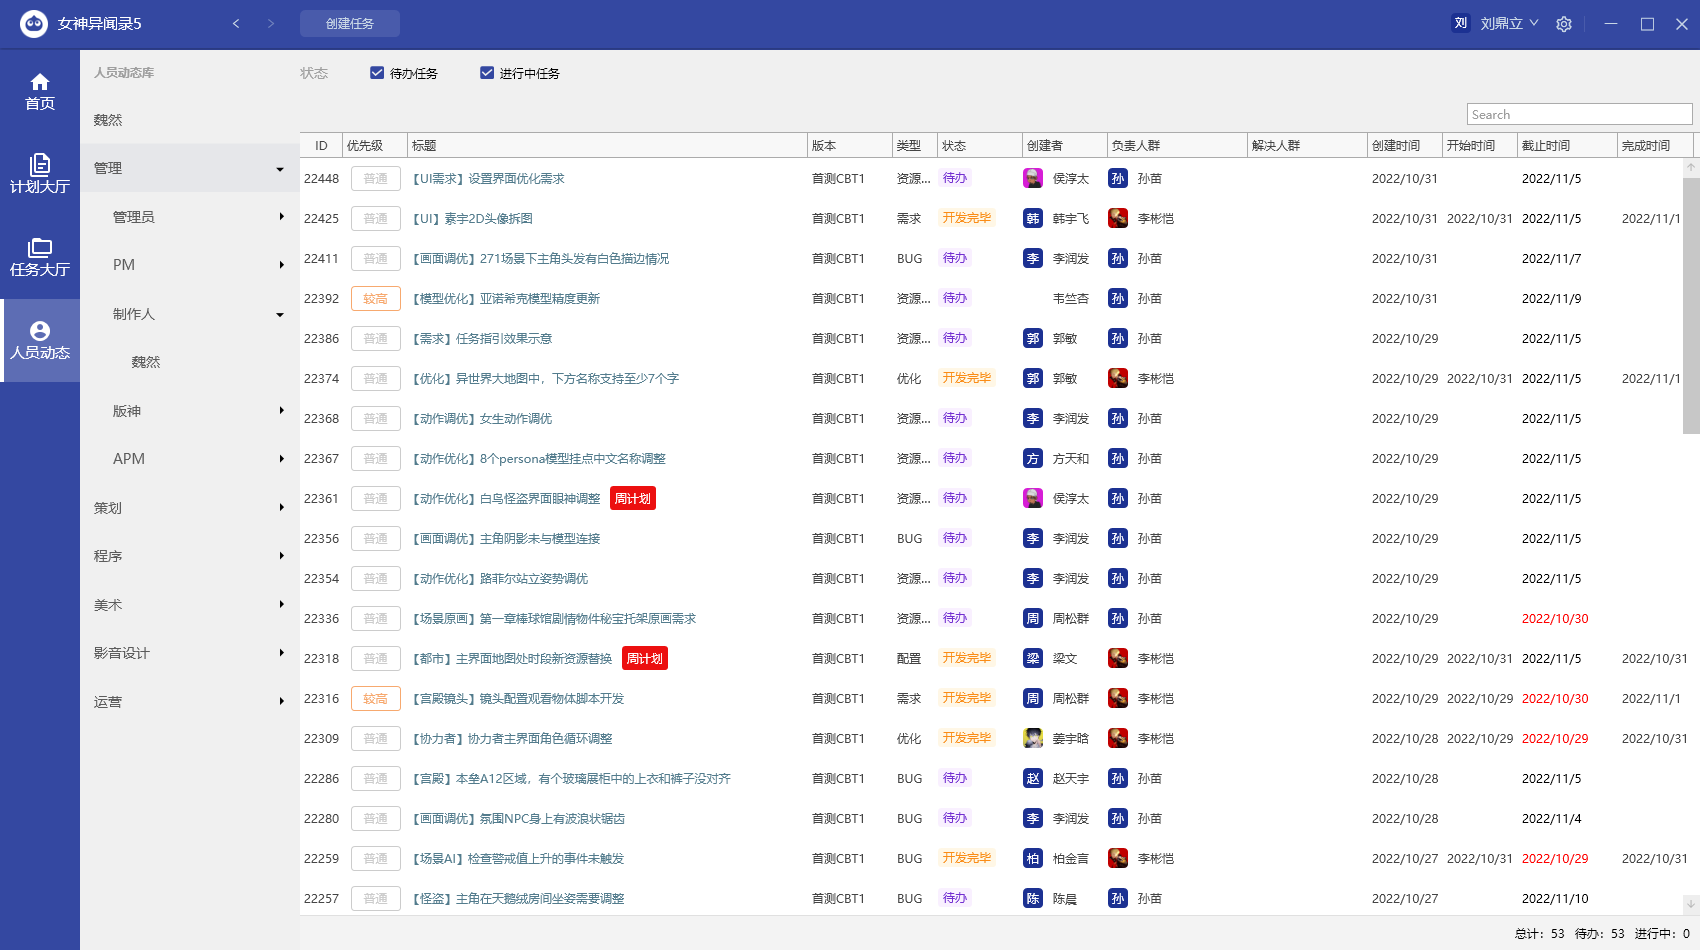 女神异闻录5 创建任务 刘 刘鼎立
首页
计划大厅
任务大厅
人员动态
人员动态库
魏然
管理
管理员
PM
制作人
魏然
版神
APM
策划
程序
美术
影音设计
运营
状态 待办任务 进行中任务
Search
ID 优先级 标题 版本 类型 状态 创建者 负责人群 解决人群 创建时间 开始时间 截止时间 完成时间
22448 普通 【UI需求】设置界面优化需求 首测CBT1 资源... 待办 侯淳太 孙 孙苗 2022/10/31 2022/11/5
22425 普通 【UI】素宇2D头像拆图 首测CBT1 需求 开发完毕 韩 韩宇飞 李彬恺 2022/10/31 2022/10/31 2022/11/5 2022/11/1
22411 普通 【画面调优】271场景下主角头发有白色描边情况 首测CBT1 BUG 待办 李 李润发 孙 孙苗 2022/10/31 2022/11/7
22392 较高 【模型优化】亚诺希克模型精度更新 首测CBT1 资源... 待办 韦竺杏 孙 孙苗 2022/10/31 2022/11/9
22386 普通 【需求】任务指引效果示意 首测CBT1 资源... 待办 郭 郭敏 孙 孙苗 2022/10/29 2022/11/5
22374 普通 【优化】异世界大地图中，下方名称支持至少7个字 首测CBT1 优化 开发完毕 郭 郭敏 李彬恺 2022/10/29 2022/10/31 2022/11/5 2022/11/1
22368 普通 【动作调优】女生动作调优 首测CBT1 资源... 待办 李 李润发 孙 孙苗 2022/10/29 2022/11/5
22367 普通 【动作优化】8个persona模型挂点中文名称调整 首测CBT1 资源... 待办 方 方天和 孙 孙苗 2022/10/29 2022/11/5
22361 普通 【动作优化】白鸟怪盗界面眼神调整 周计划 首测CBT1 资源... 待办 侯淳太 孙 孙苗 2022/10/29 2022/11/5
22356 普通 【画面调优】主角阴影未与模型连接 首测CBT1 BUG 待办 李 李润发 孙 孙苗 2022/10/29 2022/11/5
22354 普通 【动作优化】路菲尔站立姿势调优 首测CBT1 资源... 待办 李 李润发 孙 孙苗 2022/10/29 2022/11/5
22336 普通 【场景原画】第一章棒球馆剧情物件秘宝托架原画需求 首测CBT1 资源... 待办 周 周松群 孙 孙苗 2022/10/29 2022/10/30
22318 普通 【都市】主界面地图处时段新资源替换 周计划 首测CBT1 配置 开发完毕 梁 梁文 李彬恺 2022/10/29 2022/10/31 2022/11/5 2022/10/31
22316 较高 【宫殿镜头】镜头配置观看物体脚本开发 首测CBT1 需求 开发完毕 周 周松群 李彬恺 2022/10/29 2022/10/29 2022/10/30 2022/11/1
22309 普通 【协力者】协力者主界面角色循环调整 首测CBT1 优化 开发完毕 姜宇晗 李彬恺 2022/10/28 2022/10/29 2022/10/29 2022/10/31
22286 普通 【宫殿】本垒A12区域，有个玻璃展柜中的上衣和裤子没对齐 首测CBT1 BUG 待办 赵 赵天宇 孙 孙苗 2022/10/28 2022/11/5
22280 普通 【画面调优】氛围NPC身上有波浪状锯齿 首测CBT1 BUG 待办 李 李润发 孙 孙苗 2022/10/28 2022/11/4
22259 普通 【场景AI】检查警戒值上升的事件未触发 首测CBT1 BUG 开发完毕 柏 柏金言 李彬恺 2022/10/27 2022/10/31 2022/10/29 2022/10/31
22257 普通 【怪盗】主角在天鹅绒房间坐姿需要调整 首测CBT1 BUG 待办 陈 陈晨 孙 孙苗 2022/10/27 2022/11/10
总计：53 待办：53 进行中：0